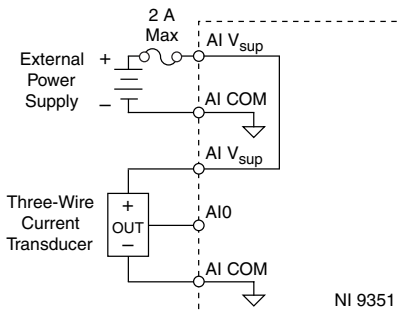 2 A
Max
AI Vsup
External
Power
Supply
+
–
AI COM
AI Vsup
Three-Wire
Current
Transducer
+
OUT
–
AI0
AI COM
NI 9351